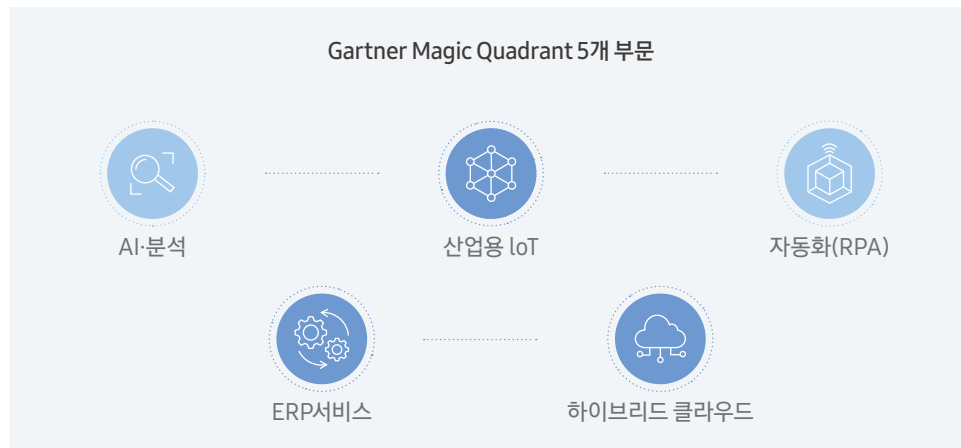 Gartner Magic Quadrant 5개 부문
AI·분석
산업용 loT
자동화(RPA)
ERP서비스
하이브리드 클라우드